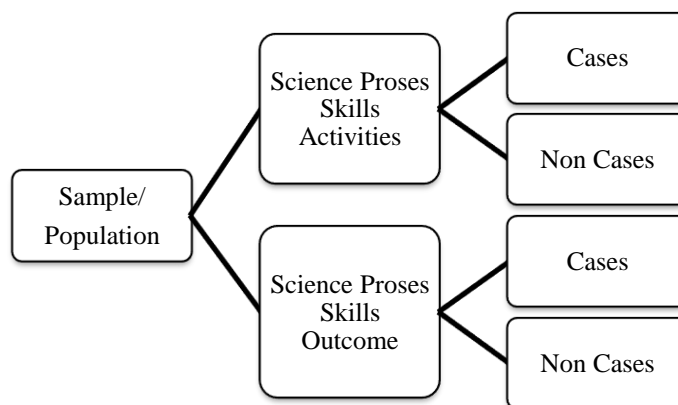 Sample/
Population
Science Proses
Skills
Activities
Cases
Non Cases
Science Proses
Skills
Outcome
Cases
Non Cases